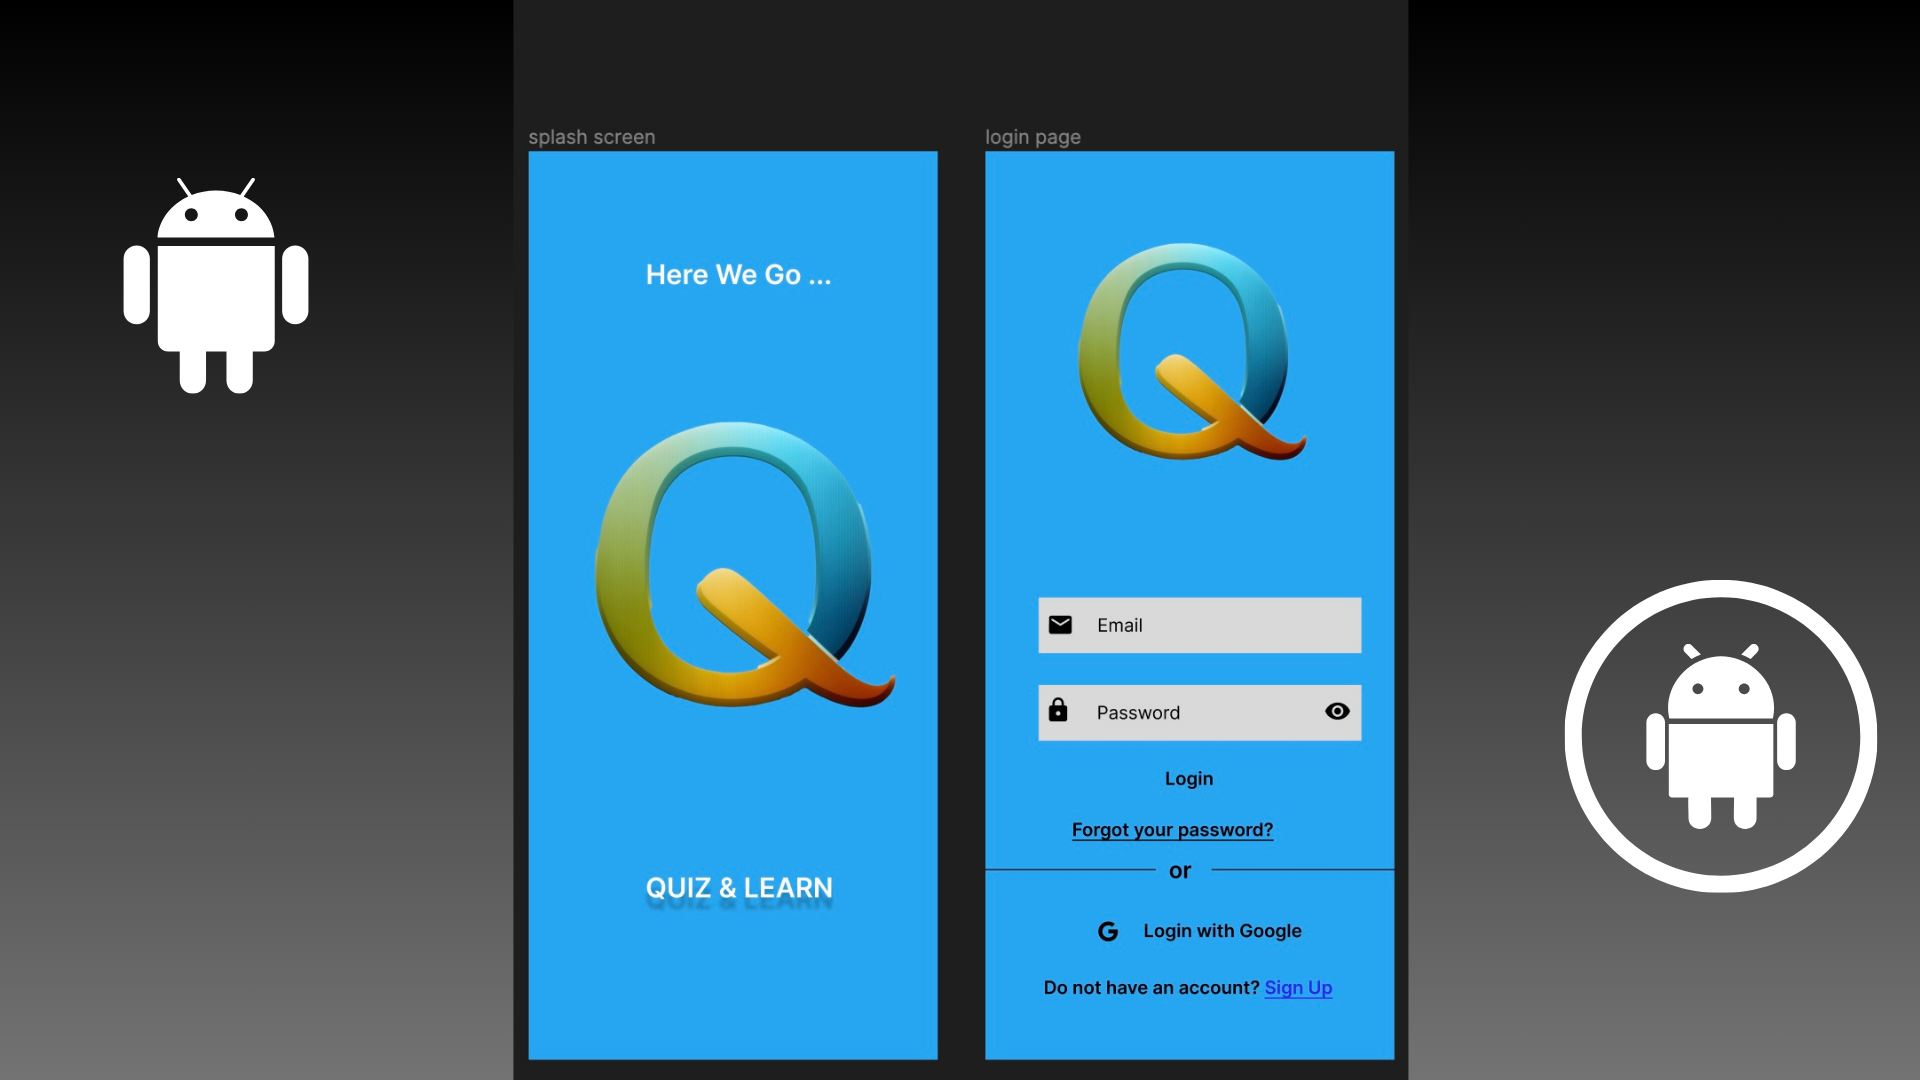 splash screen
Here We Go ...
Q
QUIZ & LEARN
login page
Q
Email
Password
Login
Forgot your password?
or
G Login with Google
Do not have an account? Sign Up